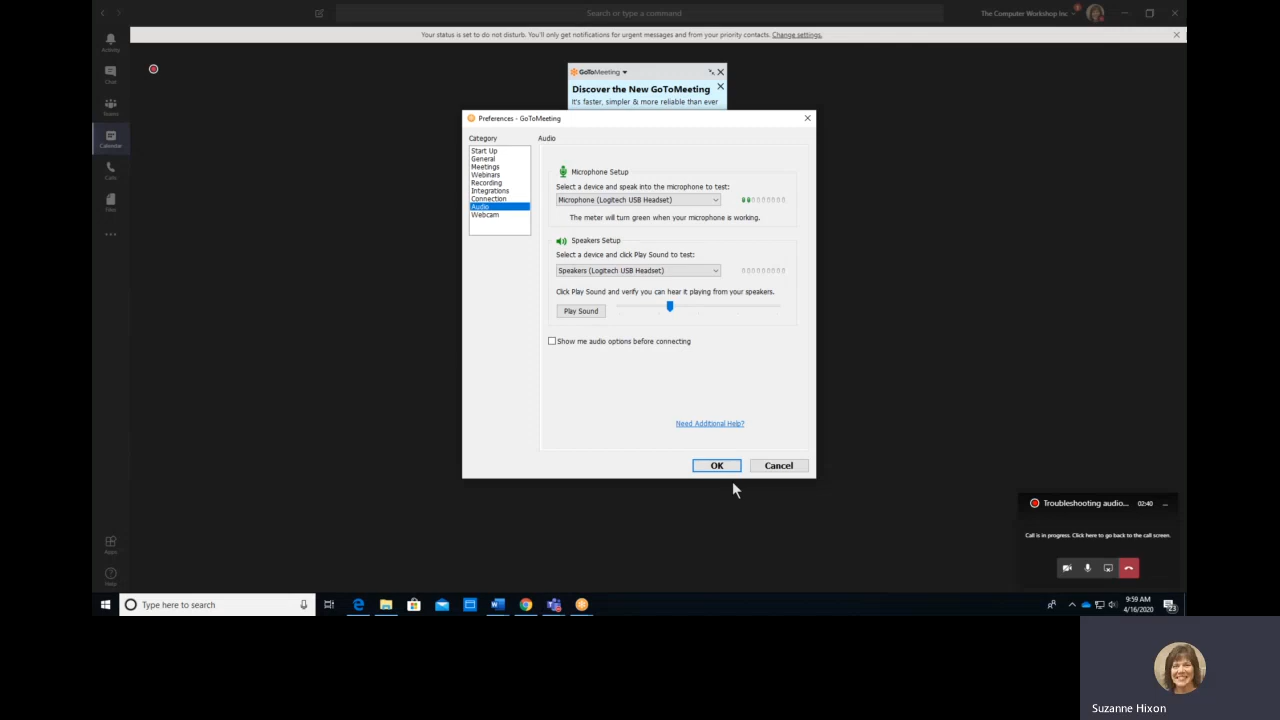 Search or type a command
The Computer Workshop Inc
Your status is set to do not disturb. You'll only get notifications for urgent messages and from your priority contacts. Change settings.
Activity
Chat
Teams
Calendar
Calls
Files
Apps
Help
GoToMeeting
Discover the New GoToMeeting
It's faster, simpler & more reliable than ever
Preferences - GoToMeeting
Category
Start Up
General
Meetings
Webinars
Recording
Integrations
Connection
Audio
Webcam
Audio
Microphone Setup
Select a device and speak into the microphone to test:
Microphone (Logitech USB Headset)
The meter will turn green when your microphone is working.
Speakers Setup
Select a device and click Play Sound to test:
Speakers (Logitech USB Headset)
Click Play Sound and verify you can hear it playing from your speakers.
Play Sound
Show me audio options before connecting
Need Additional Help?
OK
Cancel
Troubleshooting audio... 02:40 ...
Call is in progress. Click here to go back to the call screen.
Type here to search
9:59 AM
4/16/2020
23
Suzanne Hixon